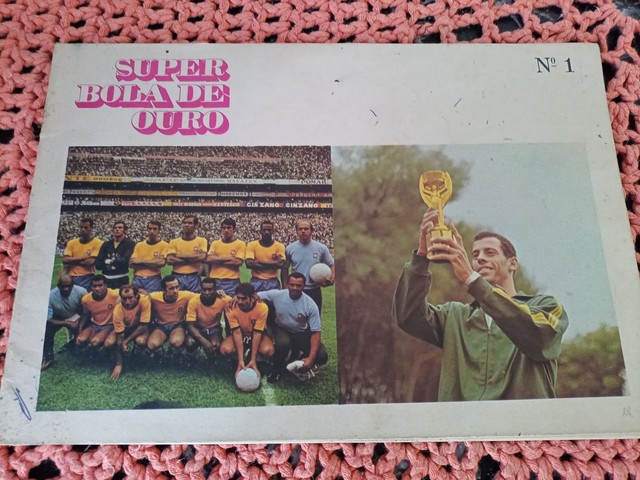 SUPER
BOLA DE
OURO
Nº 1
CINZANO CINZANO